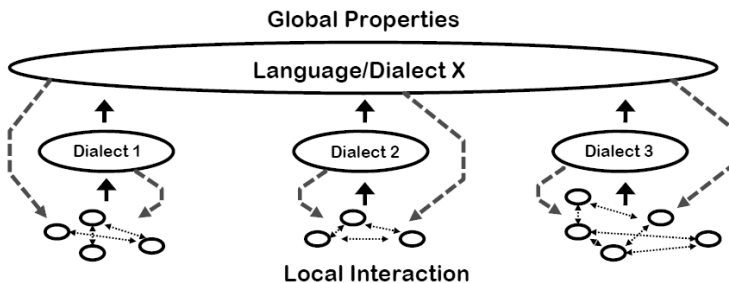 Global Properties
Language/Dialect X
Dialect 1
Dialect 2
Dialect 3
Local Interaction